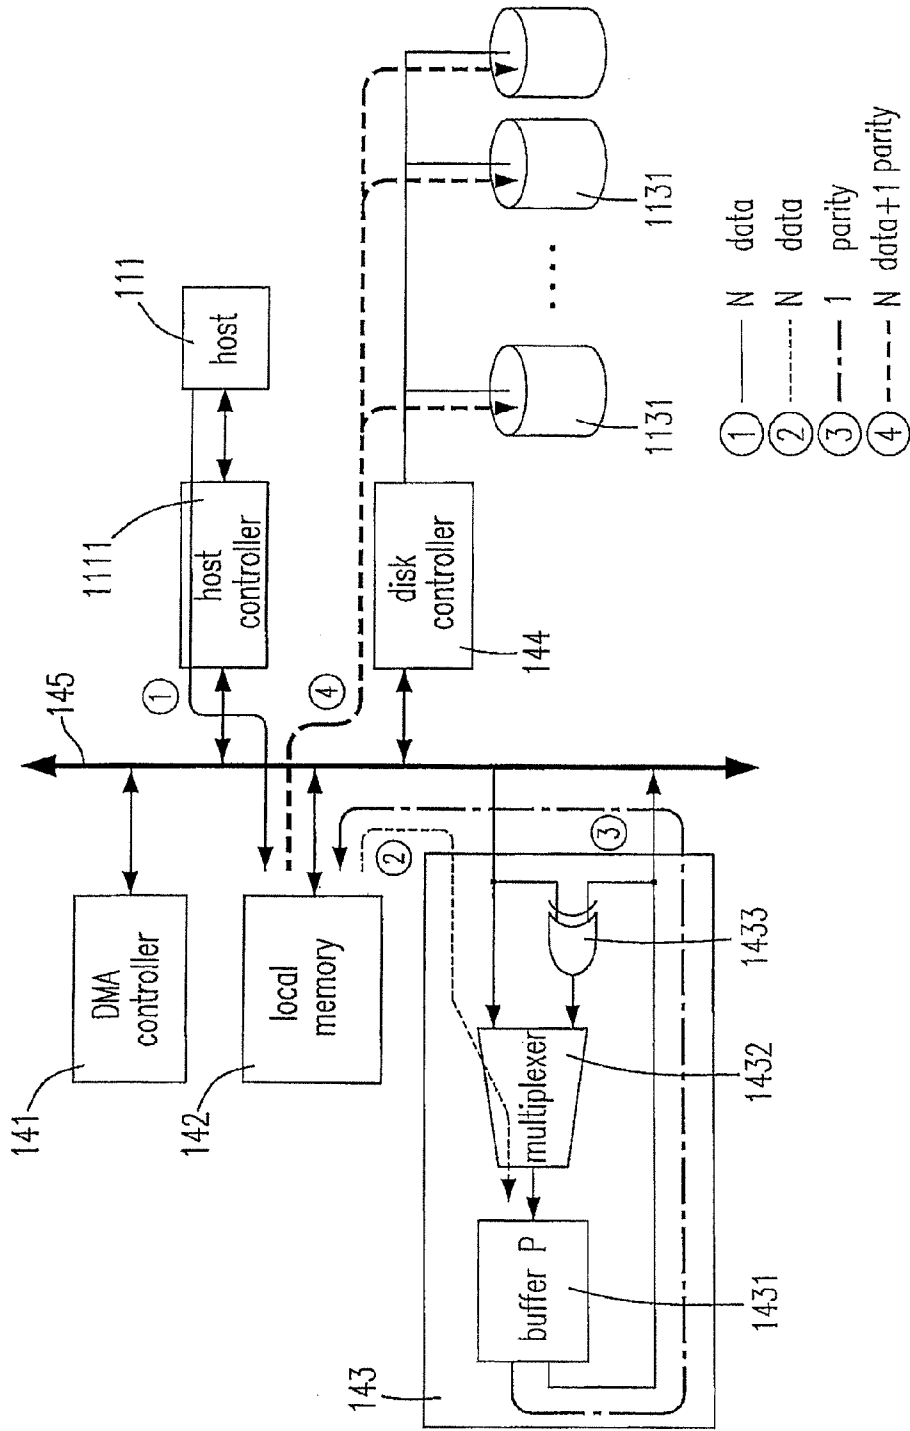 141
DMA
controller
142
local
memory
143
buffer P
1431
multiplexer
1432
1433
145
1
2
3
4
1111
host
controller
111
host
disk
controller
144
1131
1131
1 N data
2 N data
3 1 parity
4 N data+1 parity